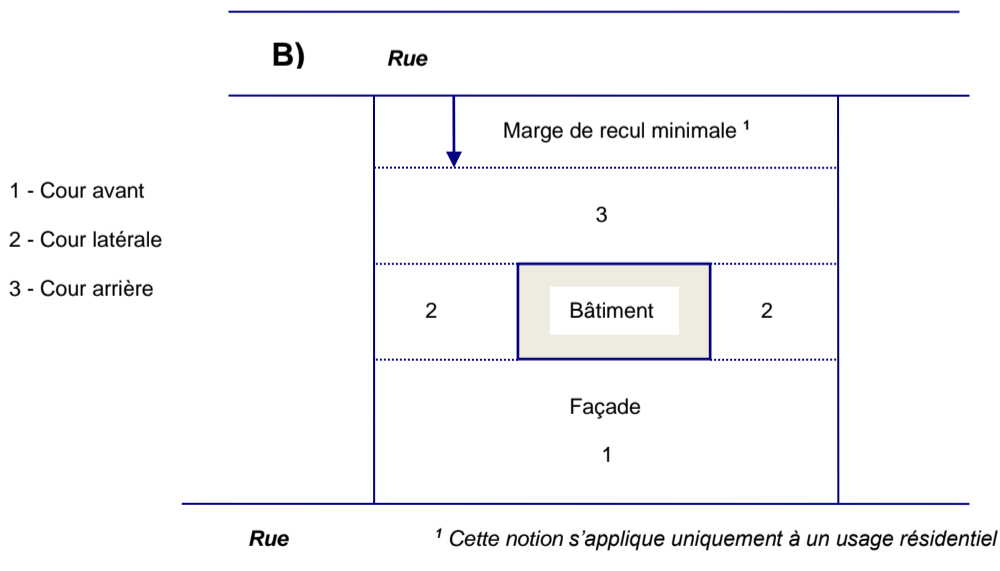 B) Rue
Marge de recul minimale ¹
1 - Cour avant
2 - Cour latérale
3 - Cour arrière
3
2 Bâtiment 2
Façade
1
Rue
¹ Cette notion s’applique uniquement à un usage résidentiel